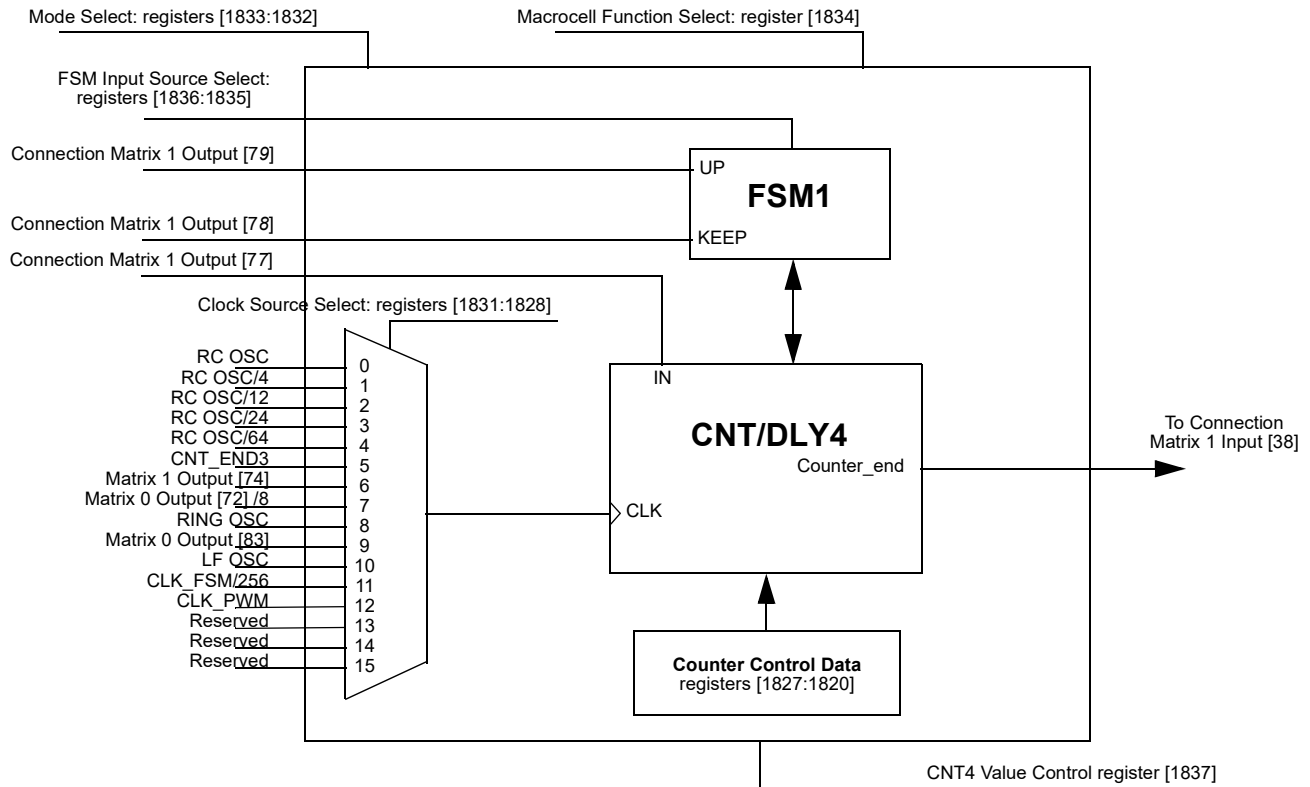 Mode Select: registers [1833:1832]
Macrocell Function Select: register [1834]
FSM Input Source Select:
registers [1836:1835]
Connection Matrix 1 Output [79]
UP
FSM1
Connection Matrix 1 Output [78]
KEEP
Connection Matrix 1 Output [77]
Clock Source Select: registers [1831:1828]
RC OSC
0
RC OSC/4
1
RC OSC/12
2
RC OSC/24
3
RC OSC/64
4
CNT_END3
5
Matrix 1 Output [74]
6
Matrix 0 Output [72] /8
7
RING OSC
8
Matrix 0 Output [83]
9
LF OSC
10
CLK_FSM/256
11
CLK_PWM
12
Reserved
13
Reserved
14
Reserved
15
IN
CNT/DLY4
Counter_end
CLK
To Connection
Matrix 1 Input [38]
Counter Control Data
registers [1827:1820]
CNT4 Value Control register [1837]